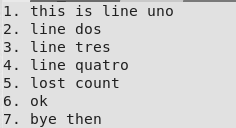 1. this is line uno
2. line dos
3. line tres
4. line quatro
5. lost count
6. ok
7. bye then